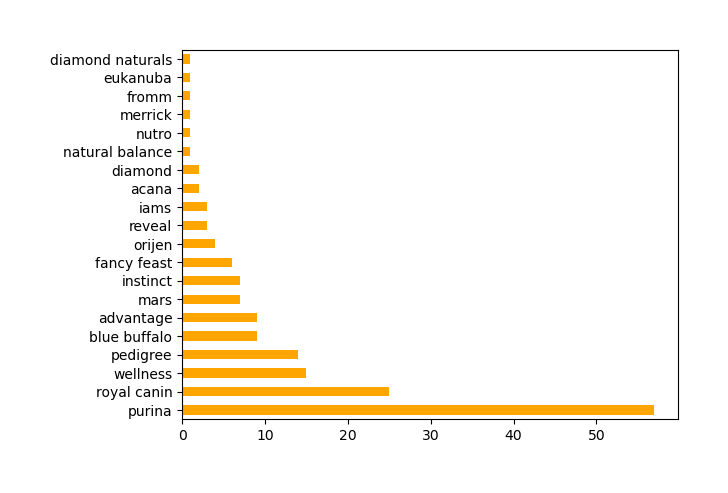 diamond naturals
eukanuba
fromm
merrick
nutro
natural balance
diamond
acana
iams
reveal
orijen
fancy feast
instinct
mars
advantage
blue buffalo
pedigree
wellness
royal canin
purina
0 10 20 30 40 50